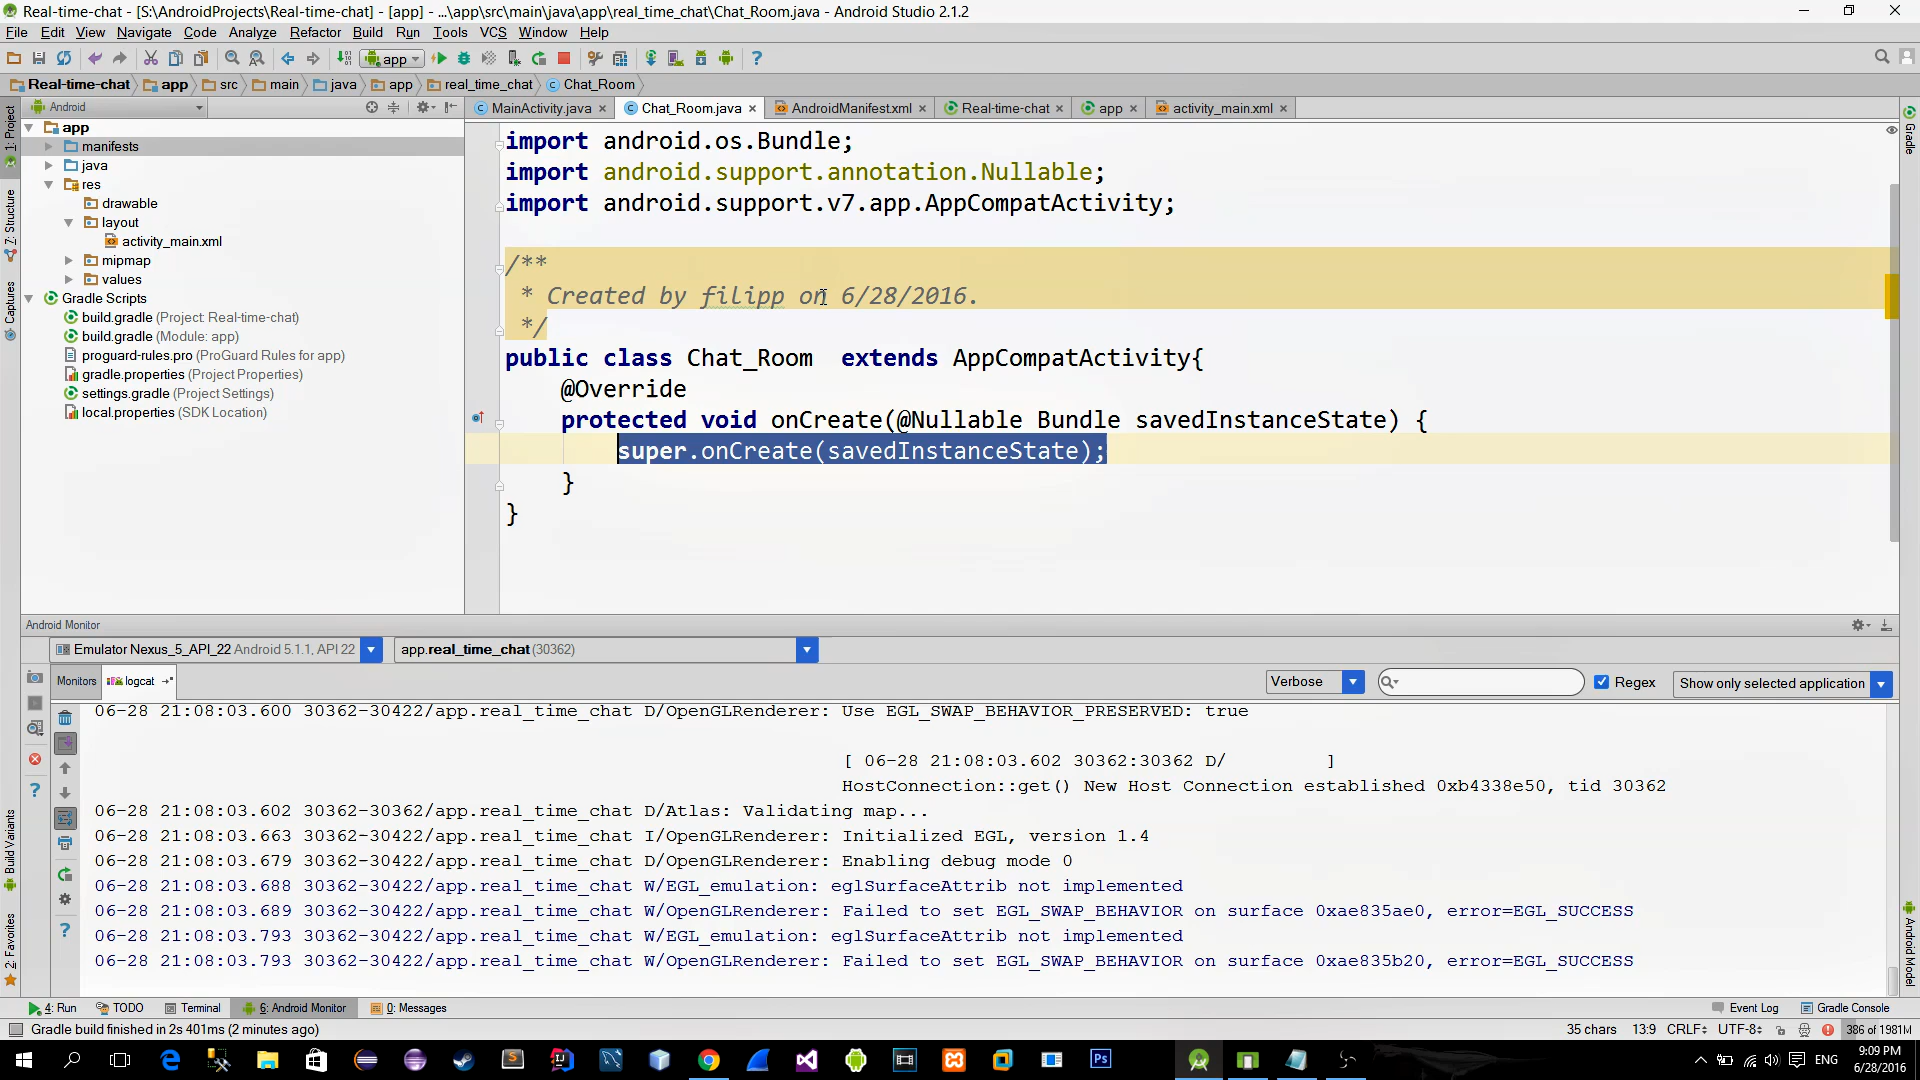 Real-time-chat - [S:\AndroidProjects\Real-time-chat] - [app] - ...\app\src\main\java\app\real_time_chat\Chat_Room.java - Android Studio 2.1.2
File Edit View Navigate Code Analyze Refactor Build Run Tools VCS Window Help
app
Real-time-chat app src main java app real_time_chat Chat_Room
Android
MainActivity.java Chat_Room.java AndroidManifest.xml Real-time-chat app activity_main.xml
app
manifests
java
res
drawable
layout
activity_main.xml
mipmap
values
Gradle Scripts
build.gradle (Project: Real-time-chat)
build.gradle (Module: app)
proguard-rules.pro (ProGuard Rules for app)
gradle.properties (Project Properties)
settings.gradle (Project Settings)
local.properties (SDK Location)
1: Project
7: Structure
Captures
Build Variants
2: Favorites
import android.os.Bundle;
import android.support.annotation.Nullable;
import android.support.v7.app.AppCompatActivity;
/**
* Created by filipp on 6/28/2016.
*/
public class Chat_Room  extends AppCompatActivity{
@Override
protected void onCreate(@Nullable Bundle savedInstanceState) {
super.onCreate(savedInstanceState);
}
}
Gradle
Android Model
Android Monitor
Emulator Nexus_5_API_22 Android 5.1.1, API 22 app.real_time_chat (30362)
Monitors logcat Verbose Regex Show only selected application
06-28 21:08:03.600 30362-30422/app.real_time_chat D/OpenGLRenderer: Use EGL_SWAP_BEHAVIOR_PRESERVED: true
[ 06-28 21:08:03.602 30362:30362 D/ ]
HostConnection::get() New Host Connection established 0xb4338e50, tid 30362
06-28 21:08:03.602 30362-30362/app.real_time_chat D/Atlas: Validating map...
06-28 21:08:03.663 30362-30422/app.real_time_chat I/OpenGLRenderer: Initialized EGL, version 1.4
06-28 21:08:03.679 30362-30422/app.real_time_chat D/OpenGLRenderer: Enabling debug mode 0
06-28 21:08:03.688 30362-30422/app.real_time_chat W/EGL_emulation: eglSurfaceAttrib not implemented
06-28 21:08:03.689 30362-30422/app.real_time_chat W/OpenGLRenderer: Failed to set EGL_SWAP_BEHAVIOR on surface 0xae835ae0, error=EGL_SUCCESS
06-28 21:08:03.793 30362-30422/app.real_time_chat W/EGL_emulation: eglSurfaceAttrib not implemented
06-28 21:08:03.793 30362-30422/app.real_time_chat W/OpenGLRenderer: Failed to set EGL_SWAP_BEHAVIOR on surface 0xae835b20, error=EGL_SUCCESS
4: Run TODO Terminal 6: Android Monitor 0: Messages Event Log Gradle Console
Gradle build finished in 2s 401ms (2 minutes ago) 35 chars 13:9 CRLF UTF-8 386 of 1981M
ENG 9:09 PM
6/28/2016